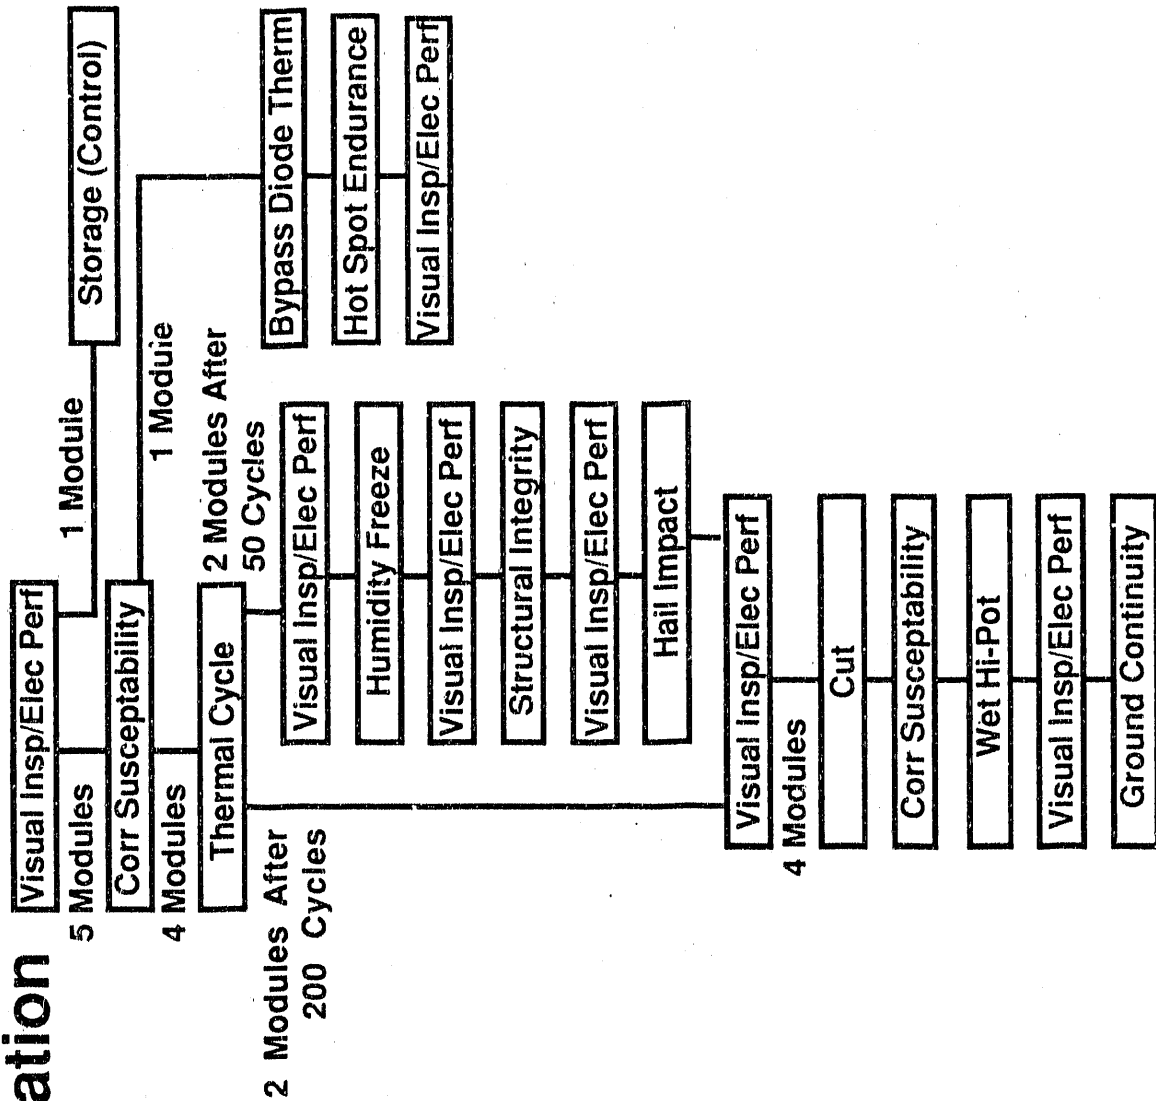 ation
Visual Insp/Elec Perf
5 Modules
1 Module
Storage (Control)
Corr Susceptability
4 Modules
1 Module
Thermal Cycle
2 Modules After
50 Cycles
2 Modules After
200 Cycles
Bypass Diode Therm
Hot Spot Endurance
Visual Insp/Elec Perf
Visual Insp/Elec Perf
Humidity Freeze
Visual Insp/Elec Perf
Structural Integrity
Visual Insp/Elec Perf
Hail Impact
Visual Insp/Elec Perf
4 Modules
Cut
Corr Susceptability
Wet Hi-Pot
Visual Insp/Elec Perf
Ground Continuity